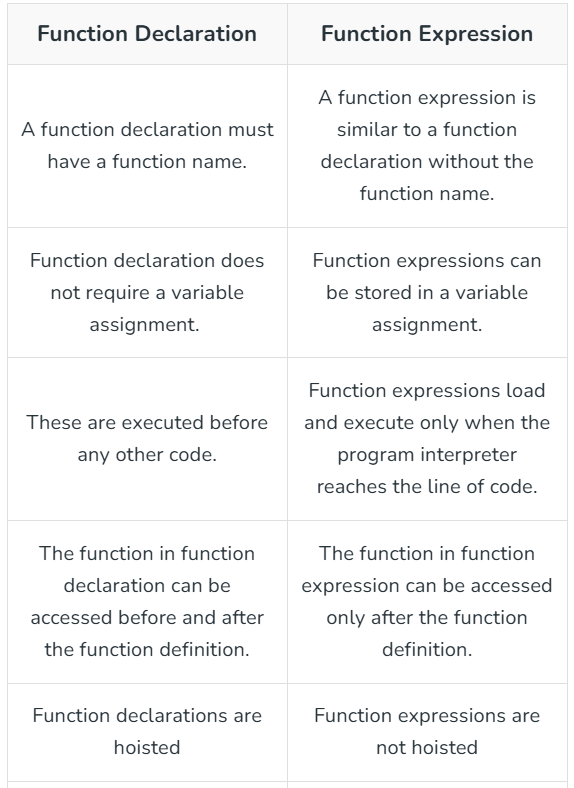 Function Declaration
Function Expression
A function declaration must
have a function name.
A function expression is
similar to a function
declaration without the
function name.
Function declaration does
not require a variable
assignment.
Function expressions can
be stored in a variable
assignment.
These are executed before
any other code.
Function expressions load
and execute only when the
program interpreter
reaches the line of code.
The function in function
declaration can be
accessed before and after
the function definition.
The function in function
expression can be accessed
only after the function
definition.
Function declarations are
hoisted
Function expressions are
not hoisted